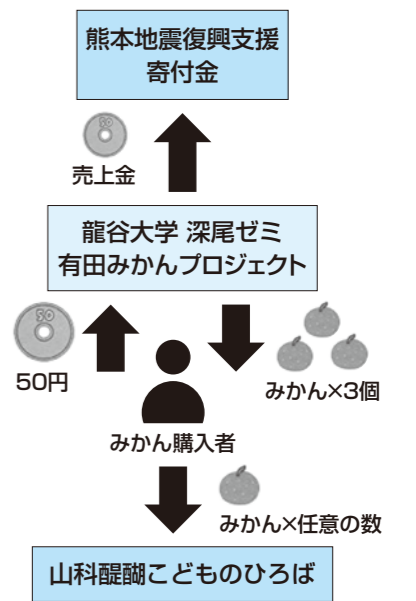 熊本地震復興支援
寄付金
50
売上金
龍谷大学 深尾ゼミ
有田みかんプロジェクト
50
50円
みかん×3個
みかん購入者
みかん×任意の数
山科醍醐こどものひろば